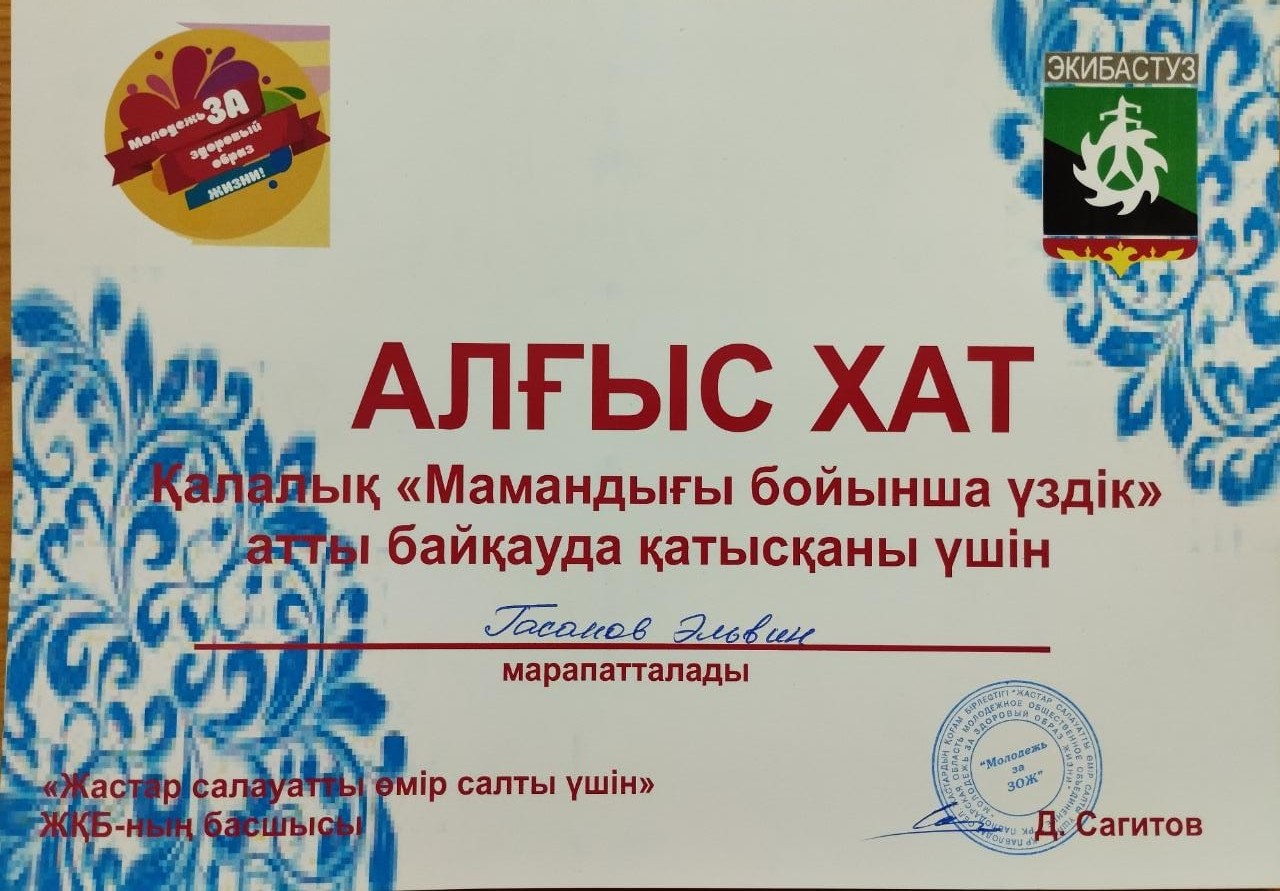 Молодежь ЗА
здоровый
образ
жизни!
ЭКИБАСТУЗ
АЛҒЫС ХАТ
Қалалық «Мамандығы бойынша үздік»
атты байқауда қатысқаны үшін
Гасанов Эльвин
марапатталады
«Жастар салауатты өмір салты үшін»
ЖҚБ-ның басшысы
Д. Сагитов
"Молодежь
за
ЗОЖ"